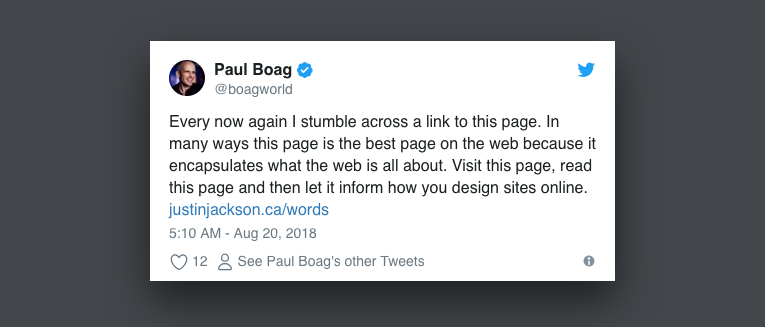 Paul Boag
@boagworld
Every now again I stumble across a link to this page. In
many ways this page is the best page on the web because it
encapsulates what the web is all about. Visit this page, read
this page and then let it inform how you design sites online.
justinjackson.ca/words
5:10 AM - Aug 20, 2018
12 See Paul Boag's other Tweets